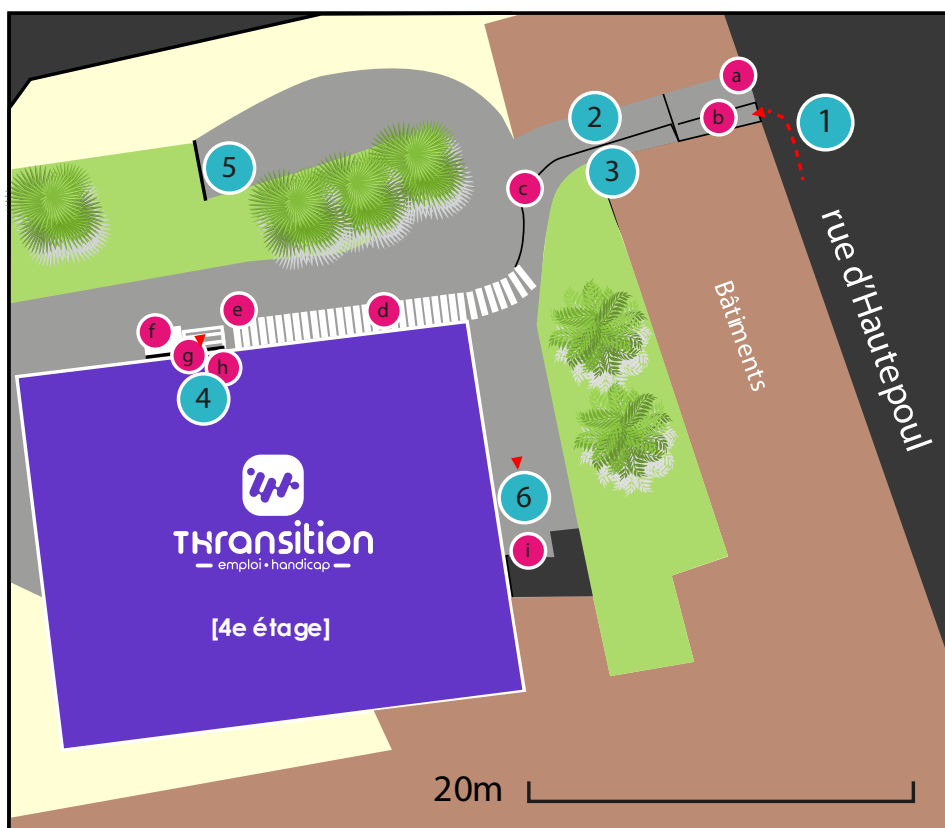 a
b
1
2
3
5
c
rue d'Hautepoul
Bâtiments
e
d
f
g
h
4
THransition
emploi • handicap
[4e étage]
6
i
20m